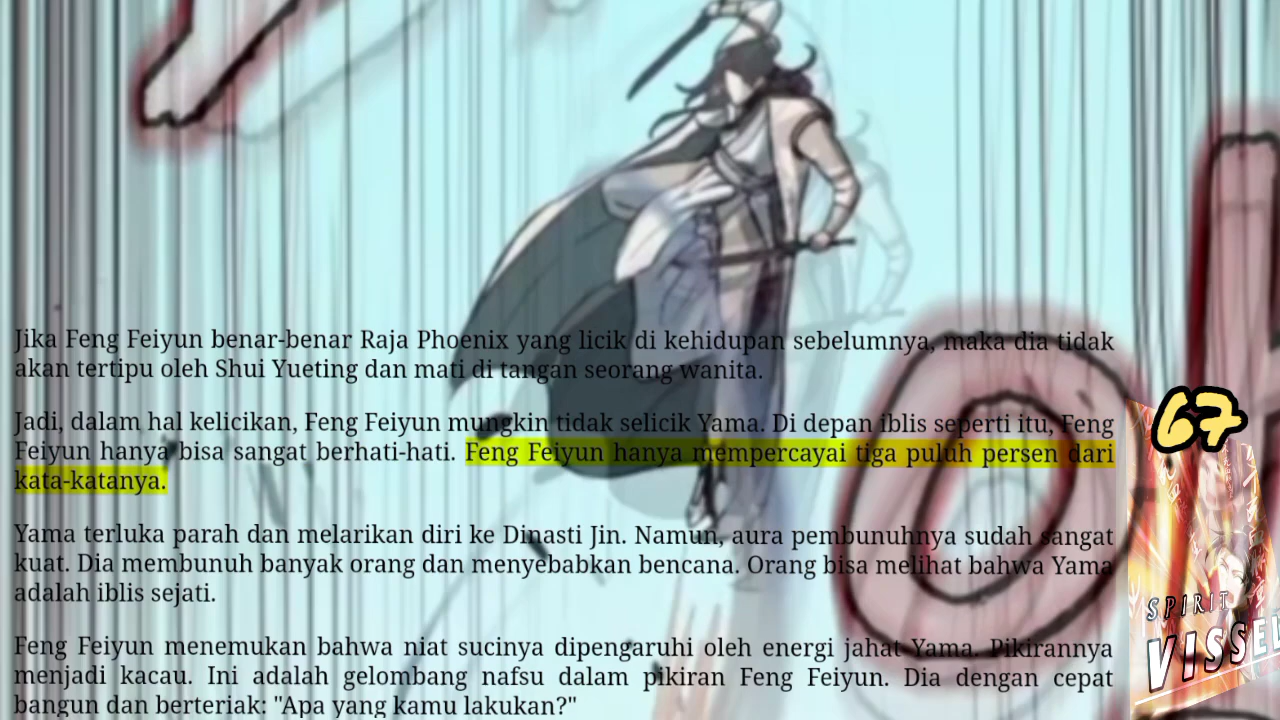 Jika Feng Feiyun benar-benar Raja Phoenix yang licik di kehidupan sebelumnya, maka dia tidak
akan tertipu oleh Shui Yueting dan mati di tangan seorang wanita.
Jadi, dalam hal kelicikan, Feng Feiyun mungkin tidak selicik Yama. Di depan iblis seperti itu, Feng
Feiyun hanya bisa sangat berhati-hati. Feng Feiyun hanya mempercayai tiga puluh persen dari
kata-katanya.
Yama terluka parah dan melarikan diri ke Dinasti Jin. Namun, aura pembunuhnya sudah sangat
kuat. Dia membunuh banyak orang dan menyebabkan bencana. Orang bisa melihat bahwa Yama
adalah iblis sejati.
Feng Feiyun menemukan bahwa niat sucinya dipengaruhi oleh energi jahat Yama. Pikirannya
menjadi kacau. Ini adalah gelombang nafsu dalam pikiran Feng Feiyun. Dia dengan cepat
bangun dan berteriak: "Apa yang kamu lakukan?"
67
SPIRIT
VISSEL